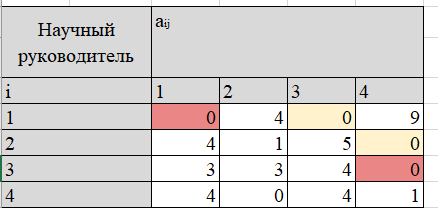 Научный руководитель aij
i 1 2 3 4
1 0 4 0 9
2 4 1 5 0
3 3 3 4 0
4 4 0 4 1